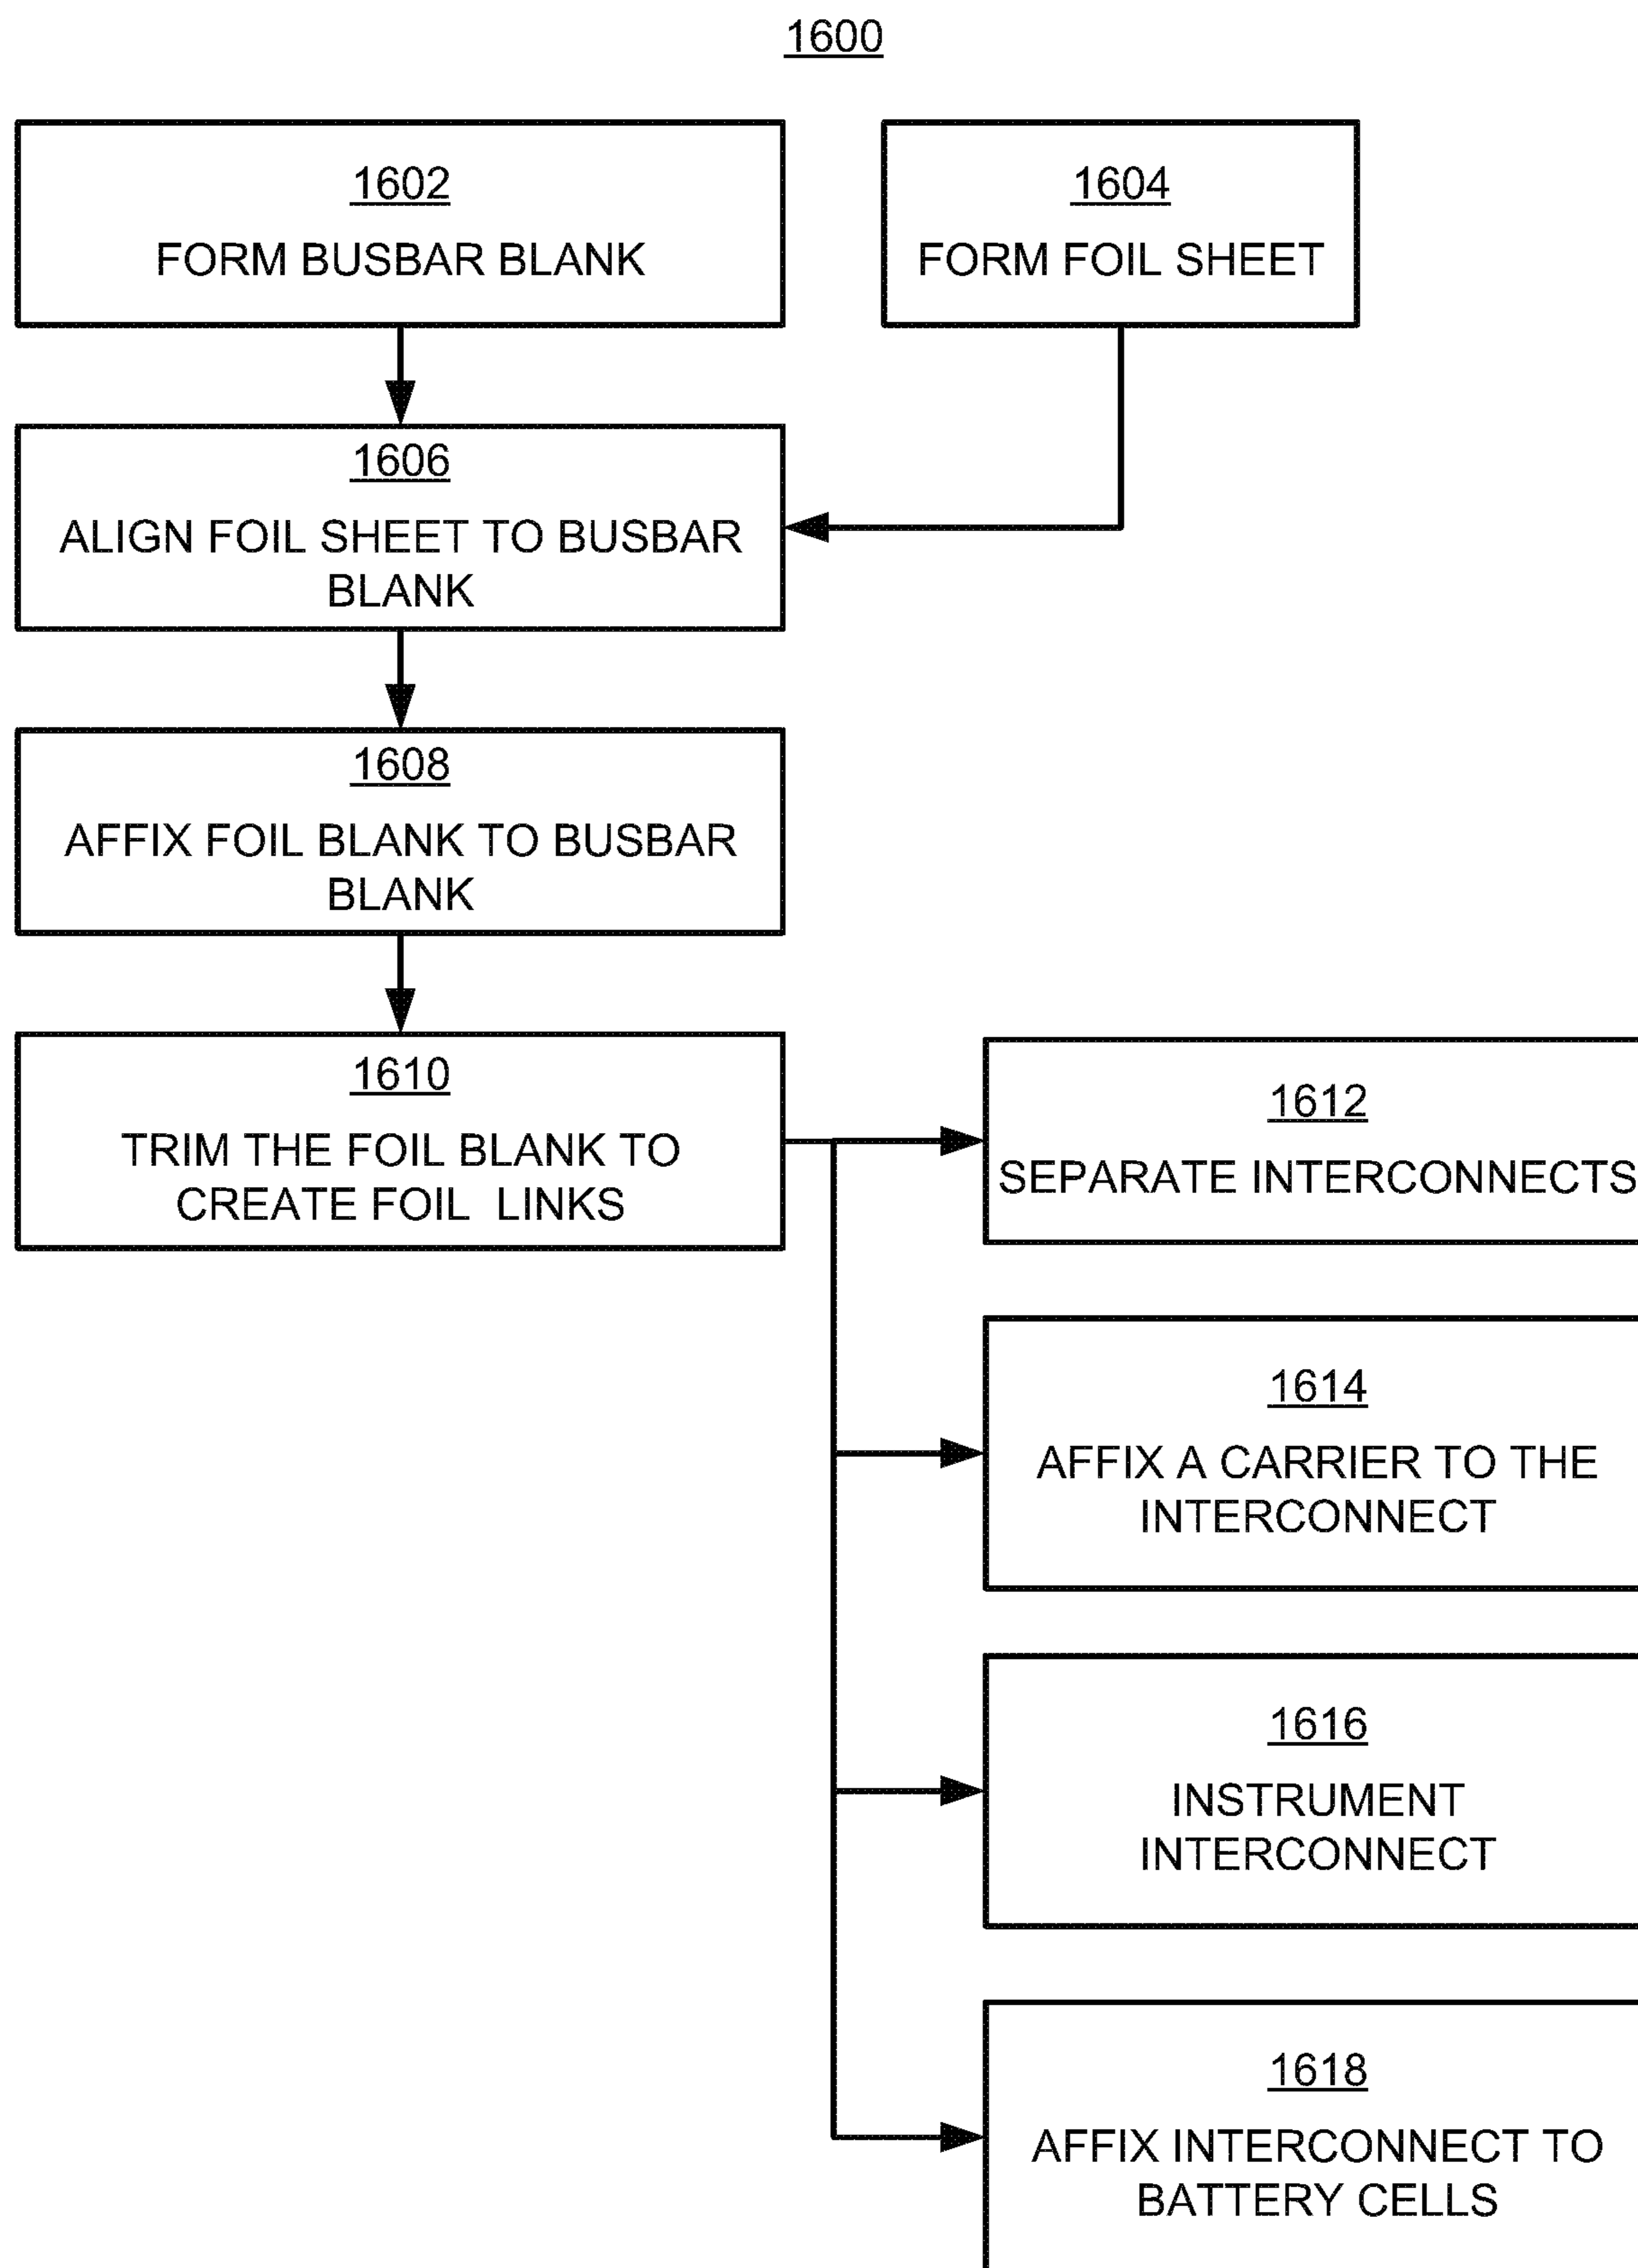 1600
1602
FORM BUSBAR BLANK
1604
FORM FOIL SHEET
1606
ALIGN FOIL SHEET TO BUSBAR
BLANK
1608
AFFIX FOIL BLANK TO BUSBAR
BLANK
1610
TRIM THE FOIL BLANK TO
CREATE FOIL LINKS
1612
SEPARATE INTERCONNECTS
1614
AFFIX A CARRIER TO THE
INTERCONNECT
1616
INSTRUMENT
INTERCONNECT
1618
AFFIX INTERCONNECT TO
BATTERY CELLS